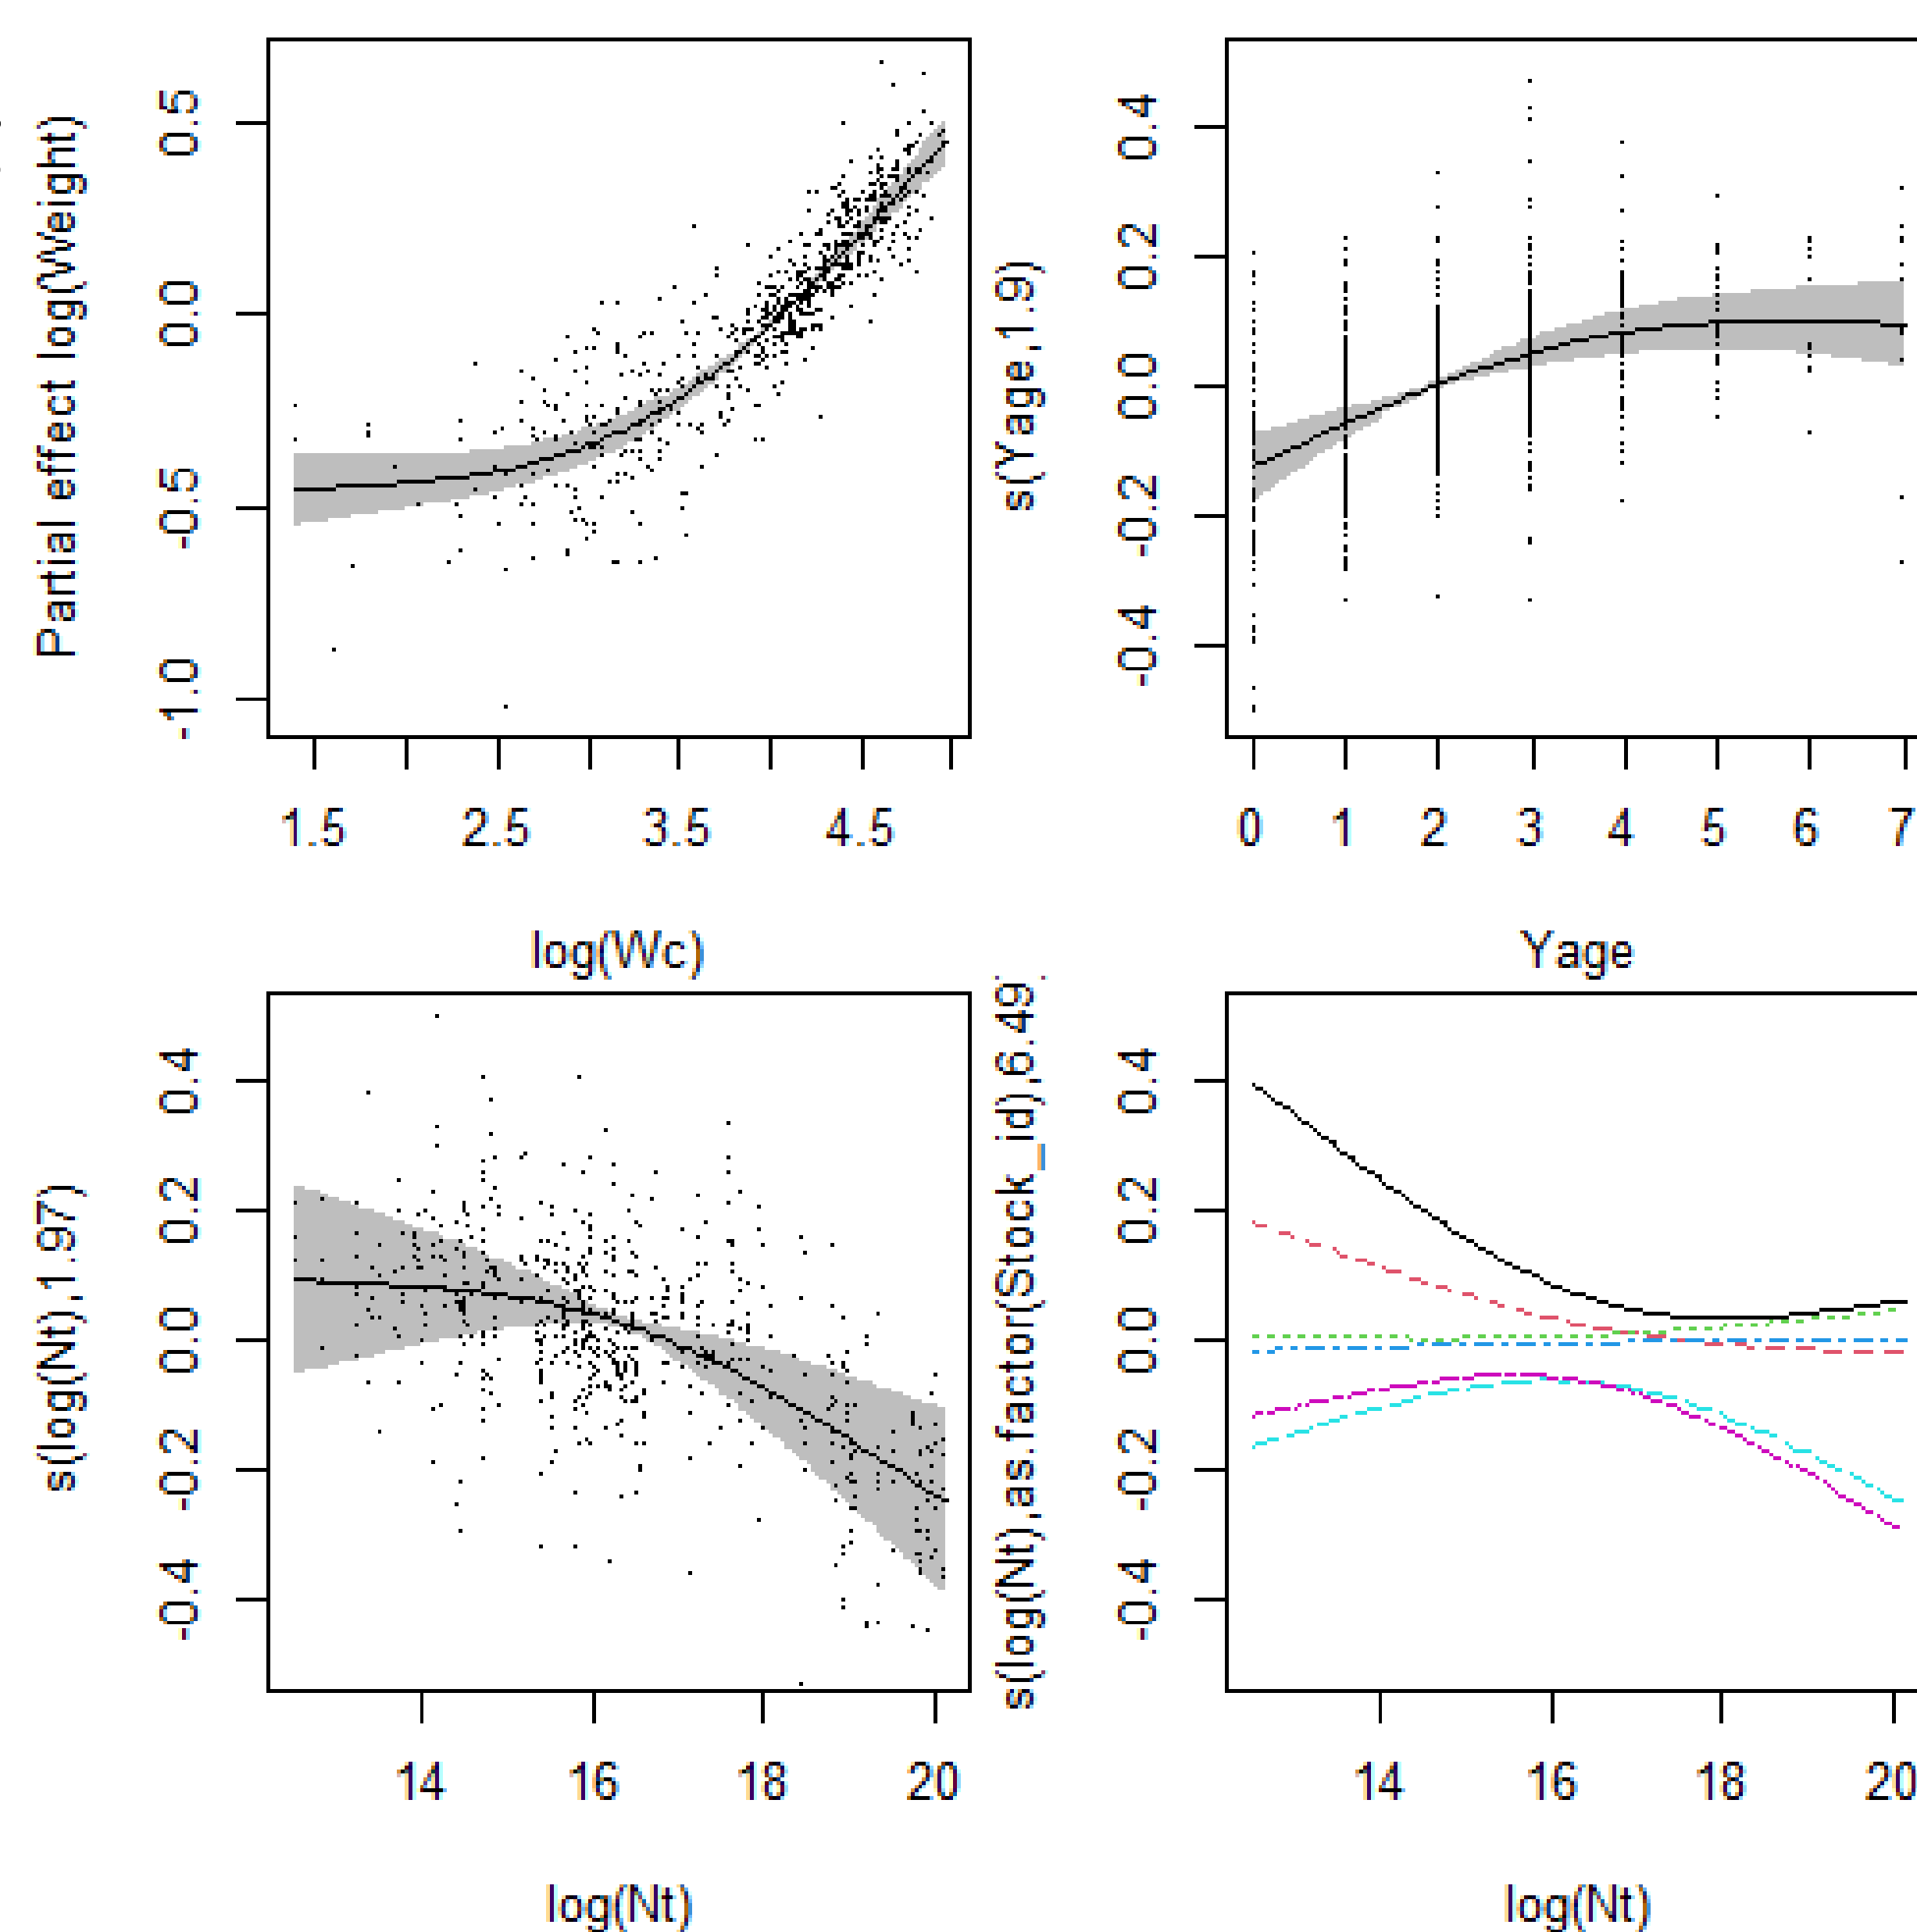 Partial effect log(Weight)
0.5
0.0
-0.5
-1.0
1.5 2.5 3.5 4.5
log(Wc)
s(Yage,1.9)
0.4
0.2
0.0
-0.2
-0.4
0 1 2 3 4 5 6 7
Yage
s(log(Nt),1.97)
0.4
0.2
0.0
-0.2
-0.4
14 16 18 20
log(Nt)
s(log(Nt),as.factor(Stock_id),6.49)
0.4
0.2
0.0
-0.2
-0.4
14 16 18 20
log(Nt)